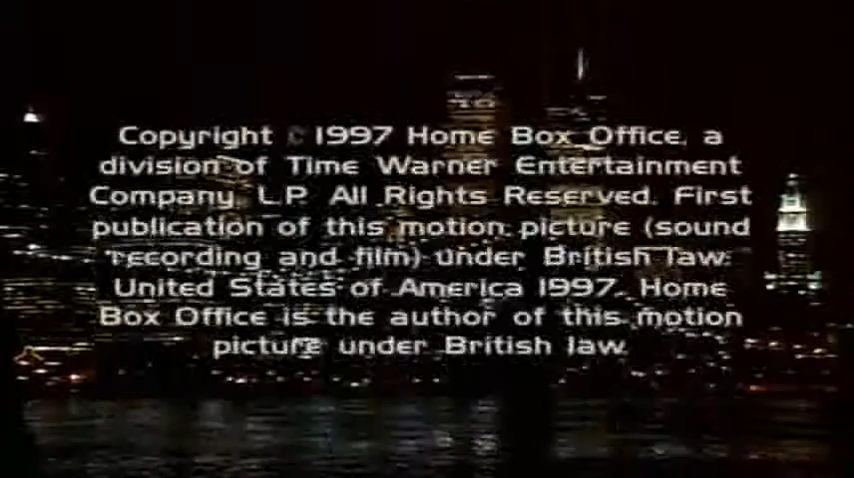 Copyright © 1997 Home Box Office, a
division of Time Warner Entertainment
Company, L.P. All Rights Reserved. First
publication of this motion picture (sound
recording and film) under British law:
United States of America 1997. Home
Box Office is the author of this motion
picture under British law.